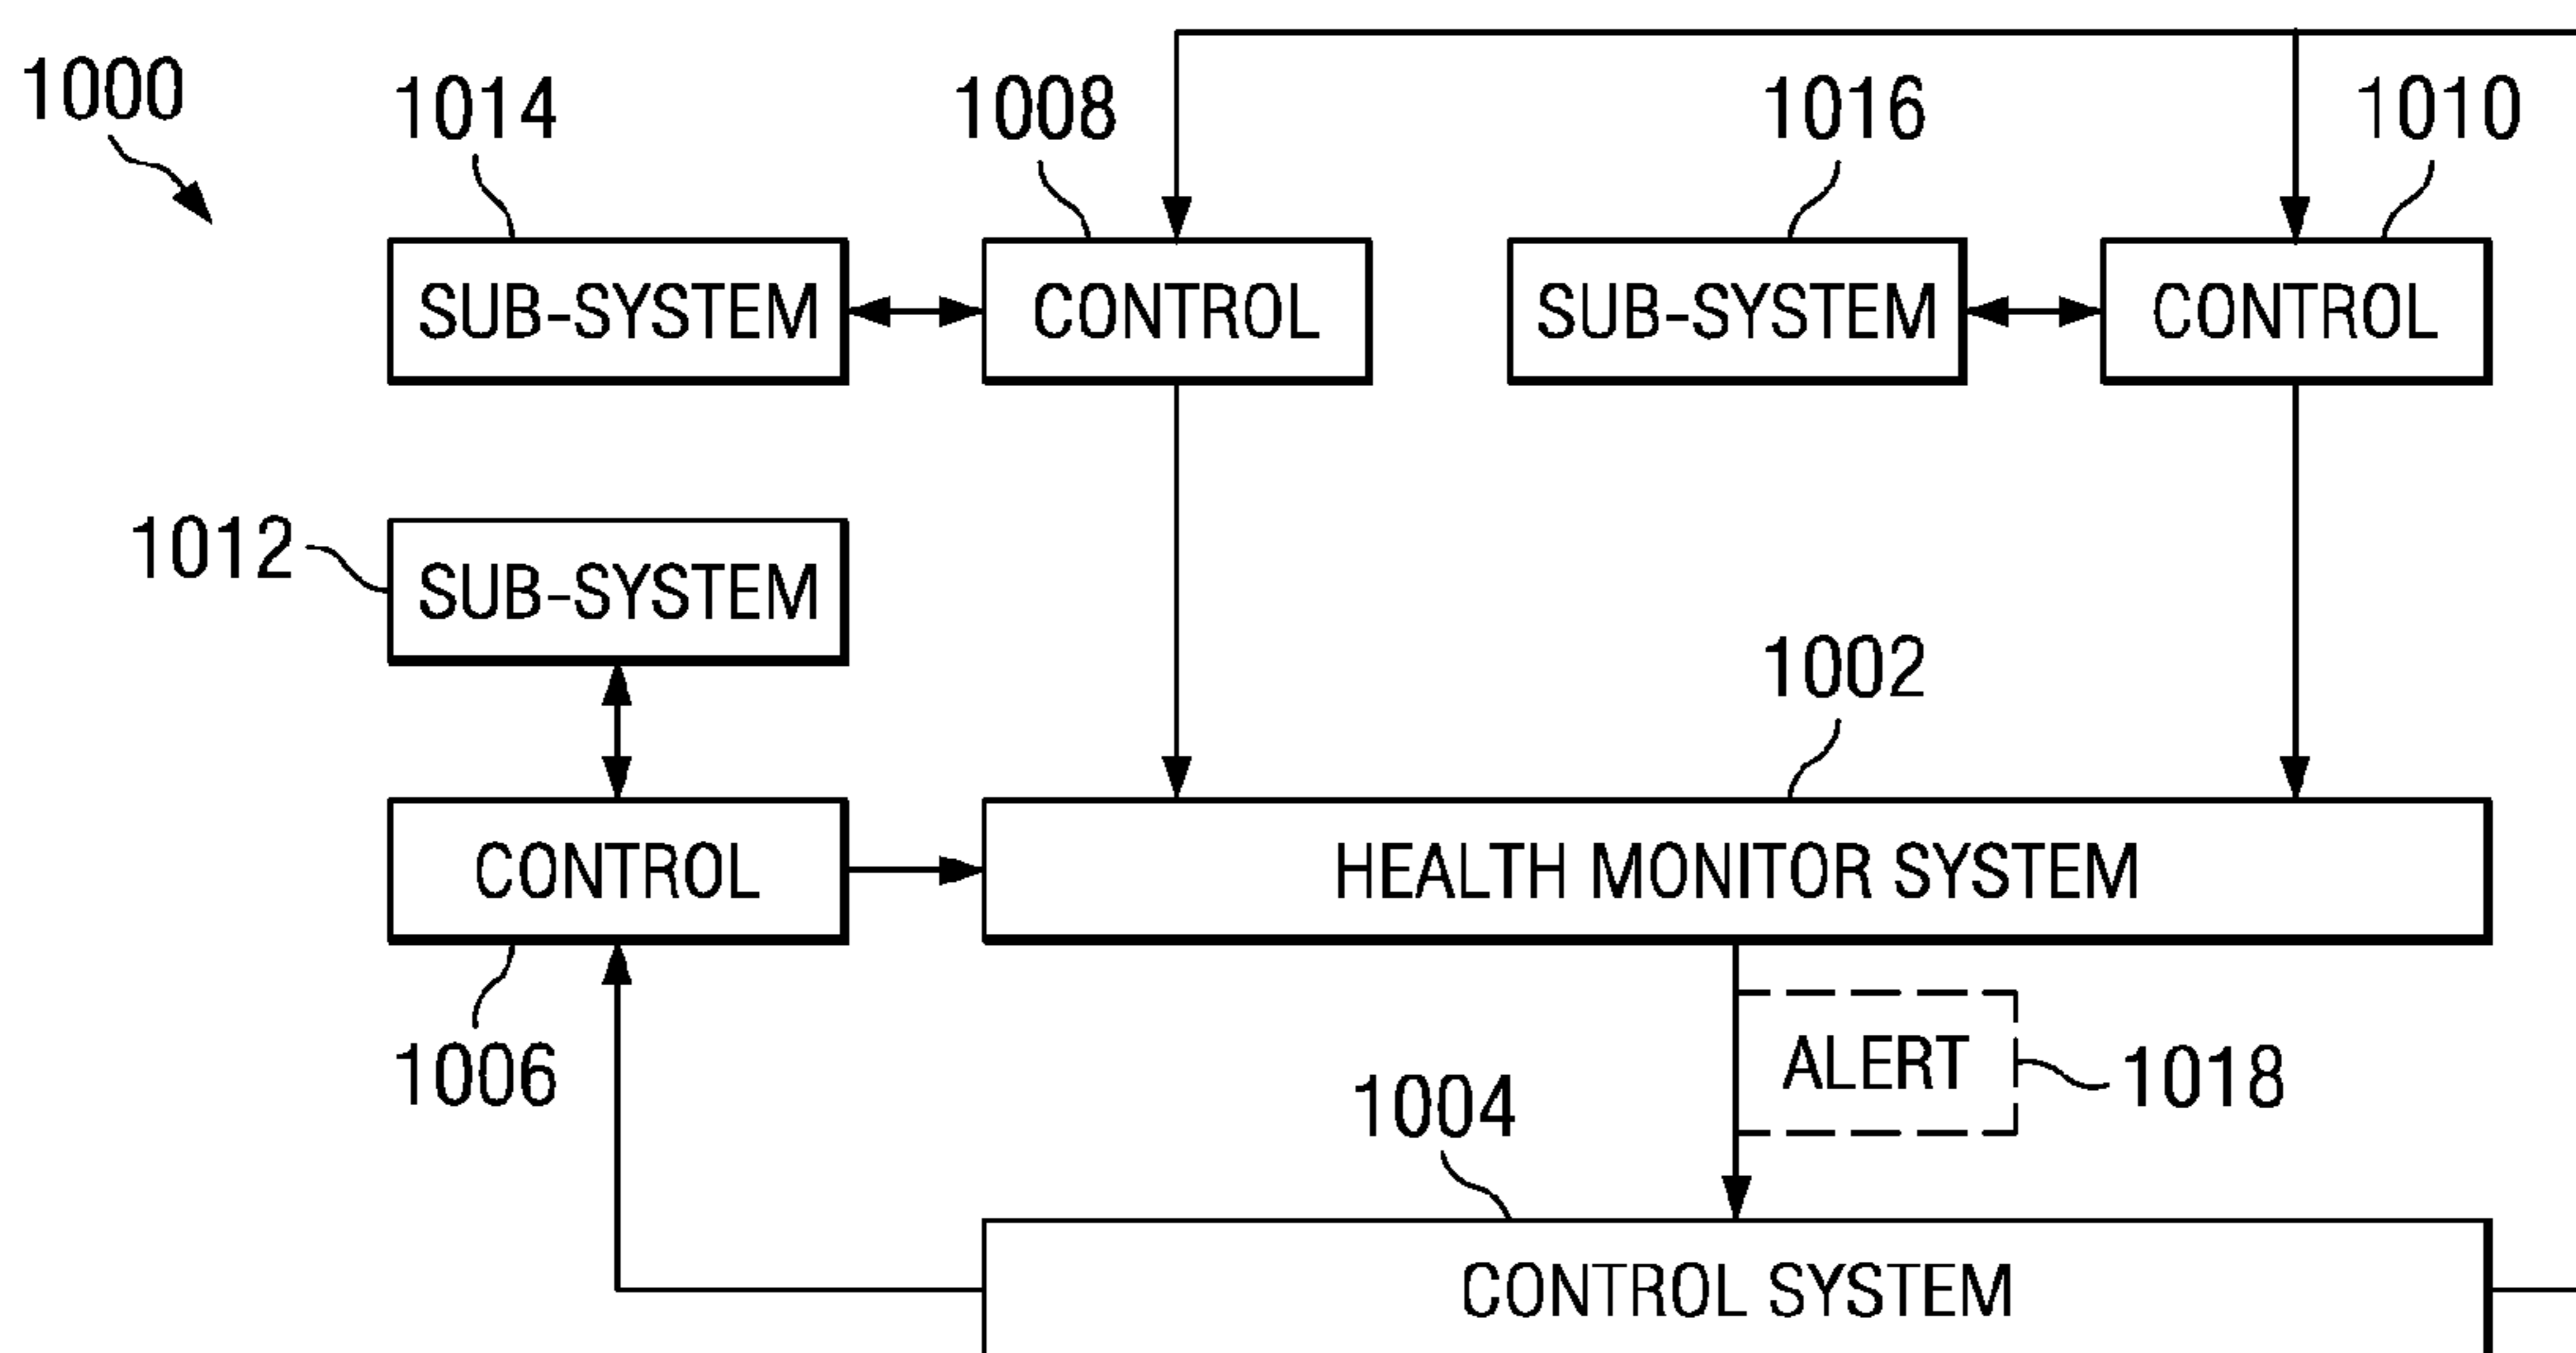 1000
1014
1008
1016
1010
SUB-SYSTEM
CONTROL
SUB-SYSTEM
CONTROL
1012
SUB-SYSTEM
1002
CONTROL
HEALTH MONITOR SYSTEM
1006
ALERT
1018
1004
CONTROL SYSTEM